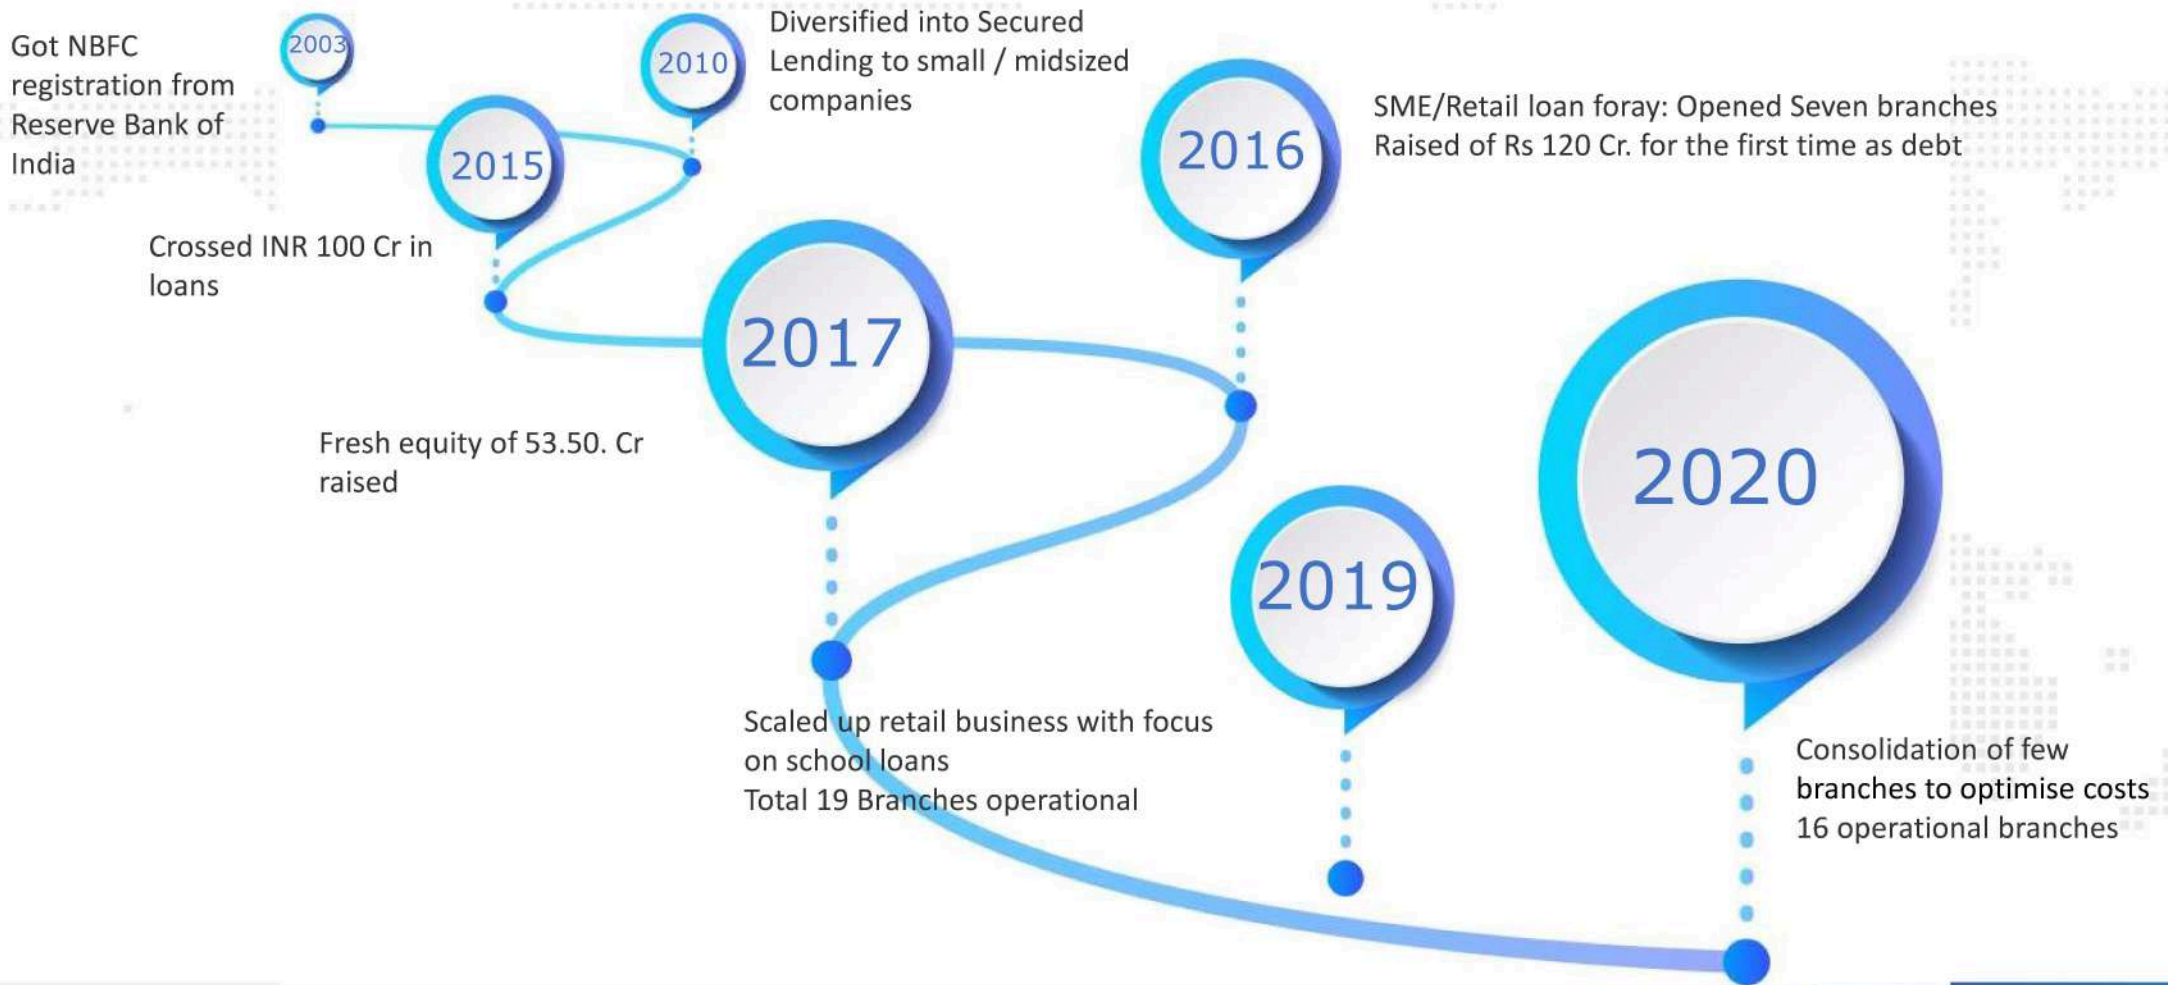 2003
Got NBFC
registration from
Reserve Bank of
India
2010
Diversified into Secured
Lending to small / midsized
companies
2015
Crossed INR 100 Cr in
loans
2016
SME/Retail loan foray: Opened Seven branches
Raised of Rs 120 Cr. for the first time as debt
2017
Fresh equity of 53.50. Cr
raised
2019
Scaled up retail business with focus
on school loans
Total 19 Branches operational
2020
Consolidation of few
branches to optimise costs
16 operational branches